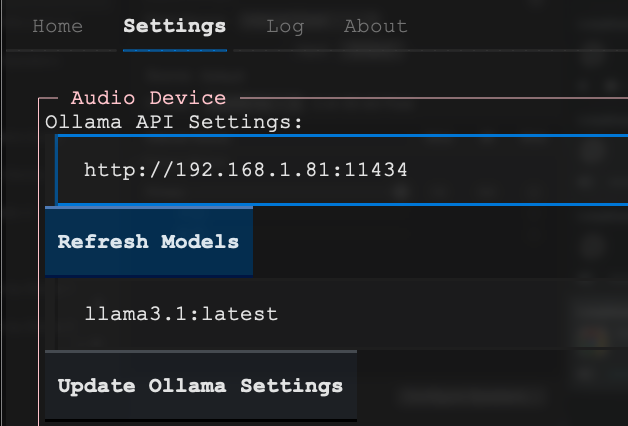 Home Settings Log About
Audio Device
Ollama API Settings:
http://192.168.1.81:11434
Refresh Models
llama3.1:latest
Update Ollama Settings